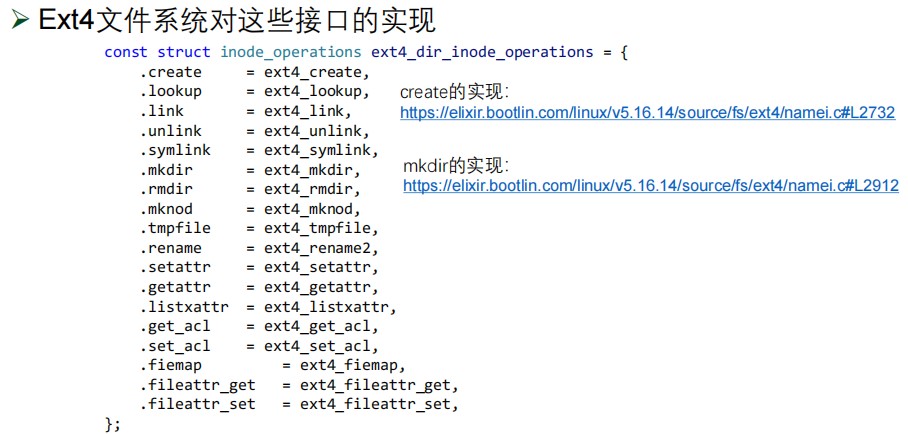 ➢ Ext4文件系统对这些接口的实现
const struct inode_operations ext4_dir_inode_operations = {
    .create     = ext4_create,
    .lookup     = ext4_lookup,
    .link       = ext4_link,
    .unlink     = ext4_unlink,
    .symlink    = ext4_symlink,
    .mkdir      = ext4_mkdir,
    .rmdir      = ext4_rmdir,
    .mknod      = ext4_mknod,
    .tmpfile    = ext4_tmpfile,
    .rename     = ext4_rename2,
    .setattr    = ext4_setattr,
    .getattr    = ext4_getattr,
    .listxattr  = ext4_listxattr,
    .get_acl    = ext4_get_acl,
    .set_acl    = ext4_set_acl,
    .fiemap         = ext4_fiemap,
    .fileattr_get   = ext4_fileattr_get,
    .fileattr_set   = ext4_fileattr_set,
};
create的实现：
https://elixir.bootlin.com/linux/v5.16.14/source/fs/ext4/namei.c#L2732
mkdir的实现：
https://elixir.bootlin.com/linux/v5.16.14/source/fs/ext4/namei.c#L2912